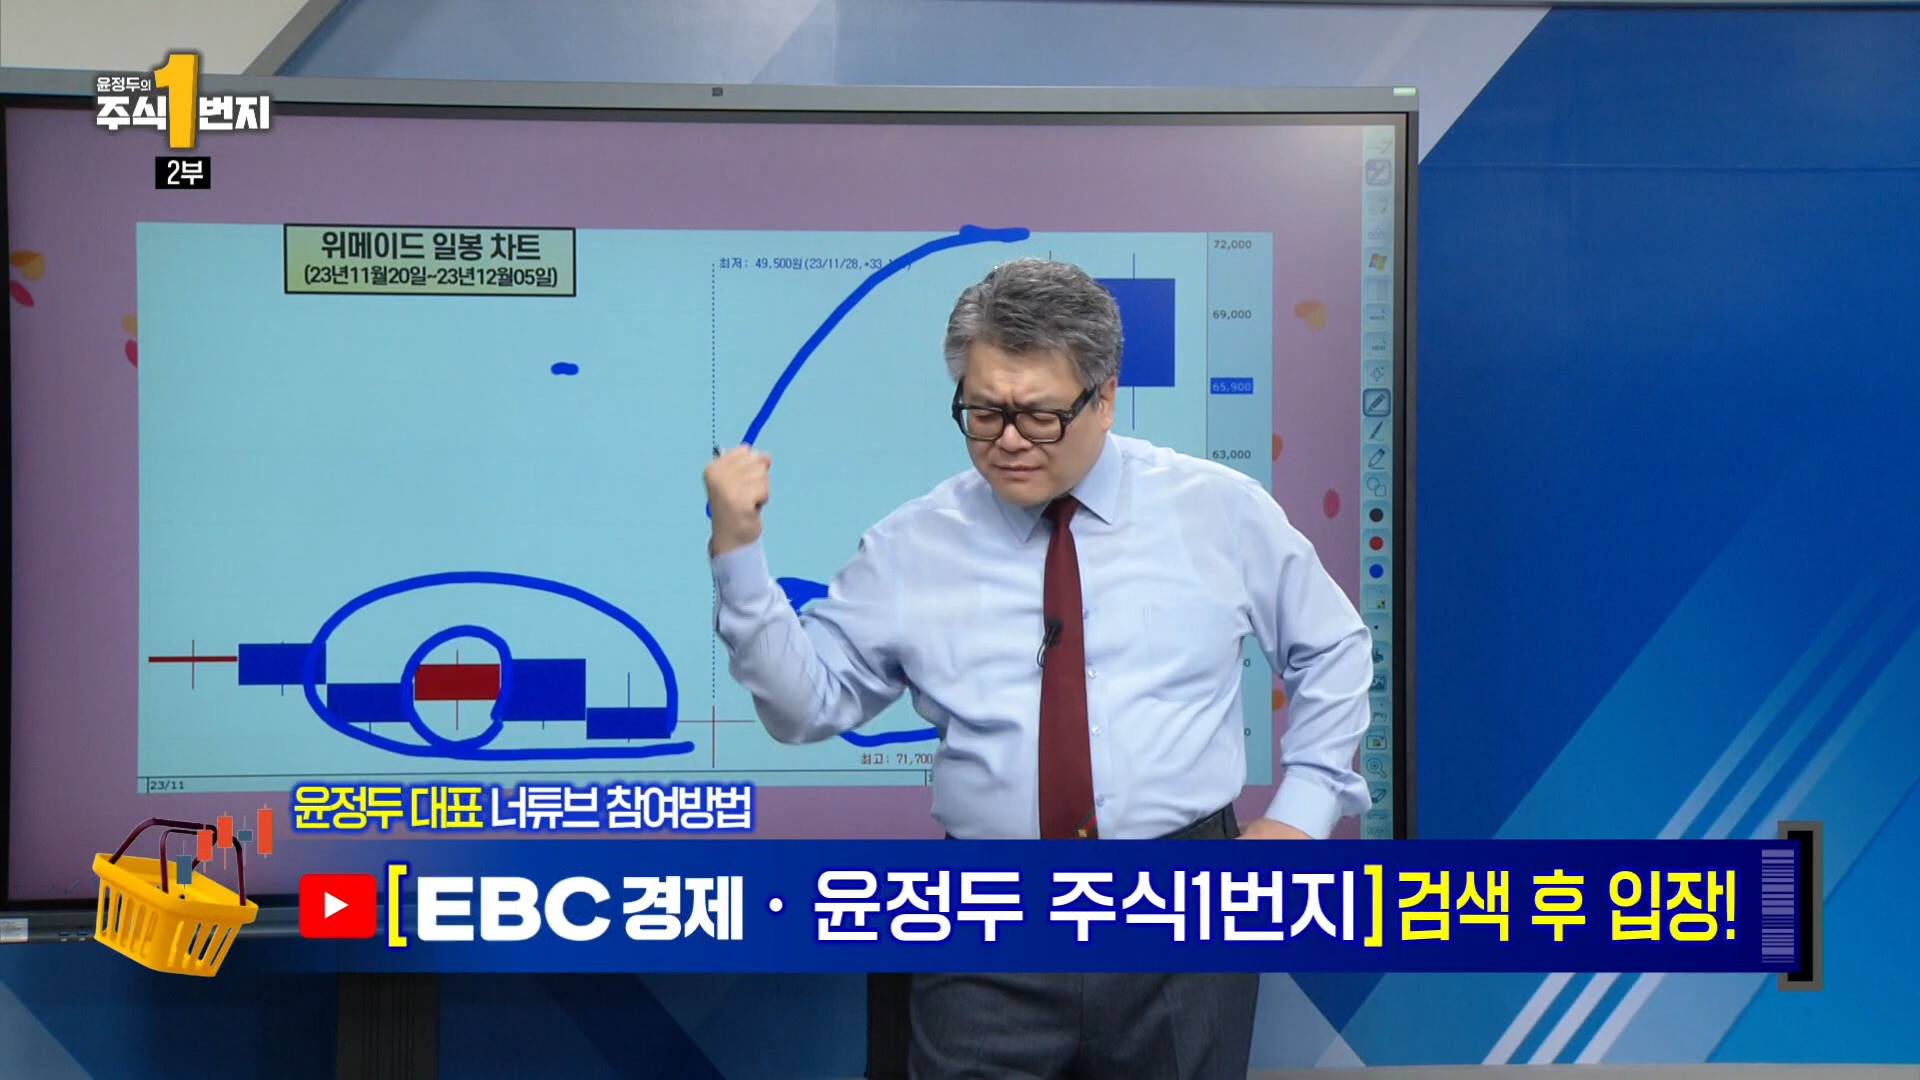 윤정두의
주식1번지
2부
위메이드 일봉 차트
(23년11월20일~23년12월05일)
최저: 49,500원(23/11/28,+33
72,000
69,000
65,900
63,000
최고: 71,700
23/11
윤정두 대표 너튜브 참여방법
[EBC 경제 · 윤정두 주식1번지] 검색 후 입장!